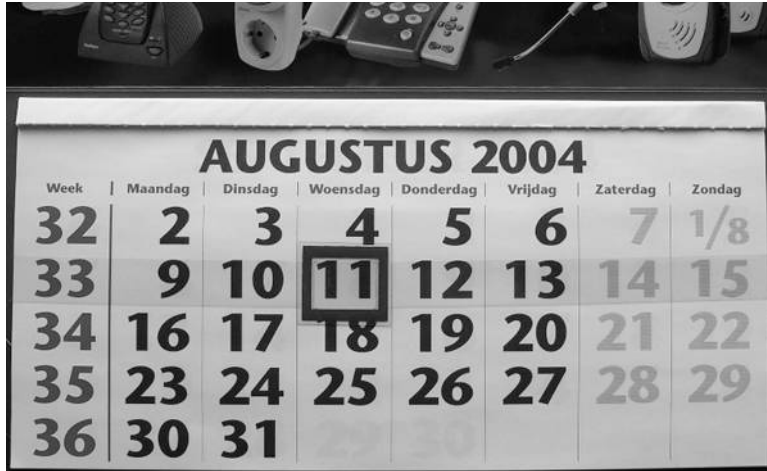 AUGUSTUS 2004
Week Maandag Dinsdag Woensdag Donderdag Vrijdag Zaterdag Zondag
32 2 3 4 5 6 7 1/8
33 9 10 11 12 13 14 15
34 16 17 18 19 20 21 22
35 23 24 25 26 27 28 29
36 30 31 29 30